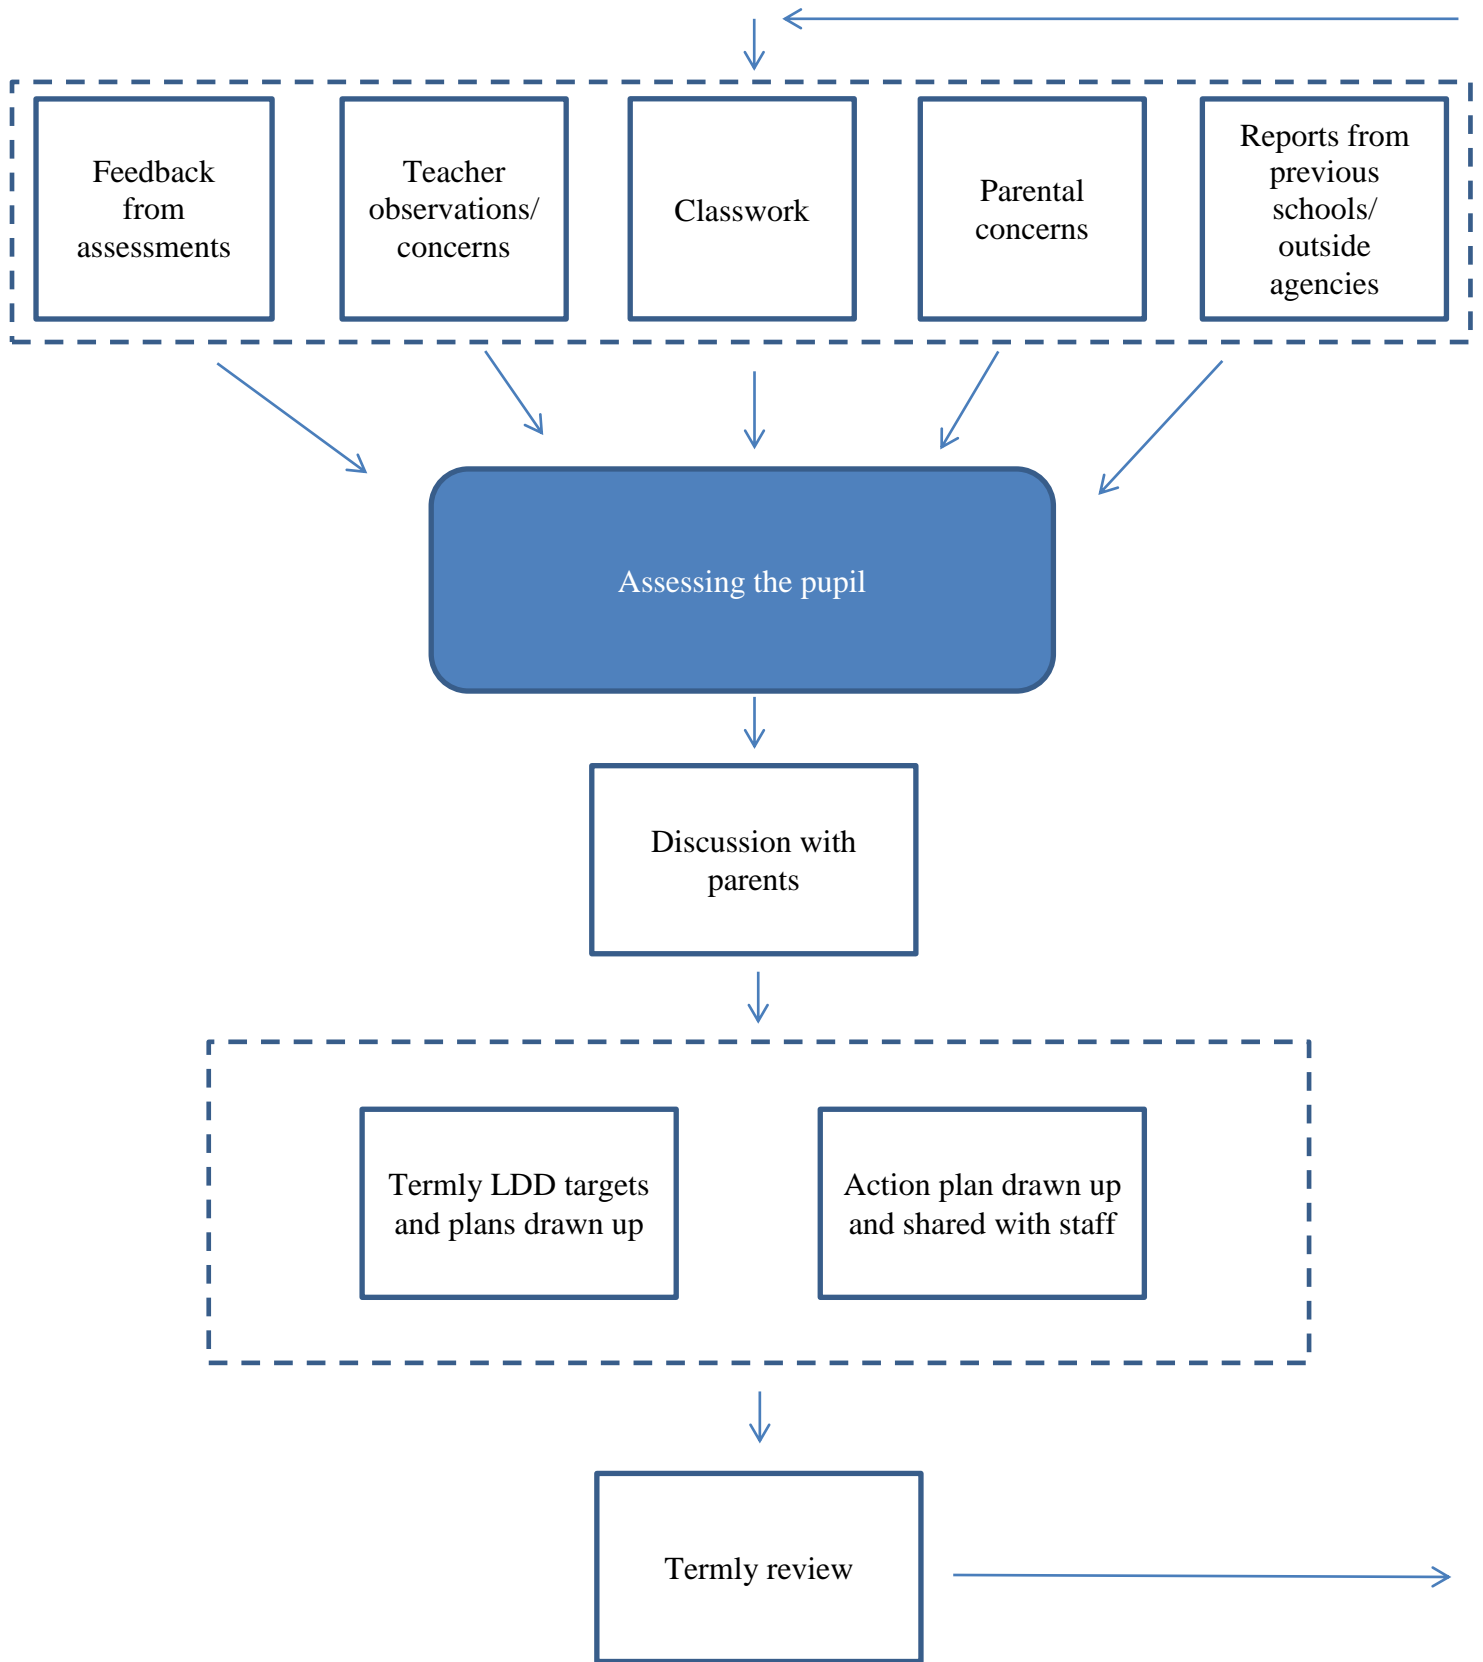 Feedback
from
assessments
Teacher
observations/
concerns
Classwork
Parental
concerns
Reports from
previous
schools/
outside
agencies
Assessing the pupil
Discussion with
parents
Termly LDD targets
and plans drawn up
Action plan drawn up
and shared with staff
Termly review